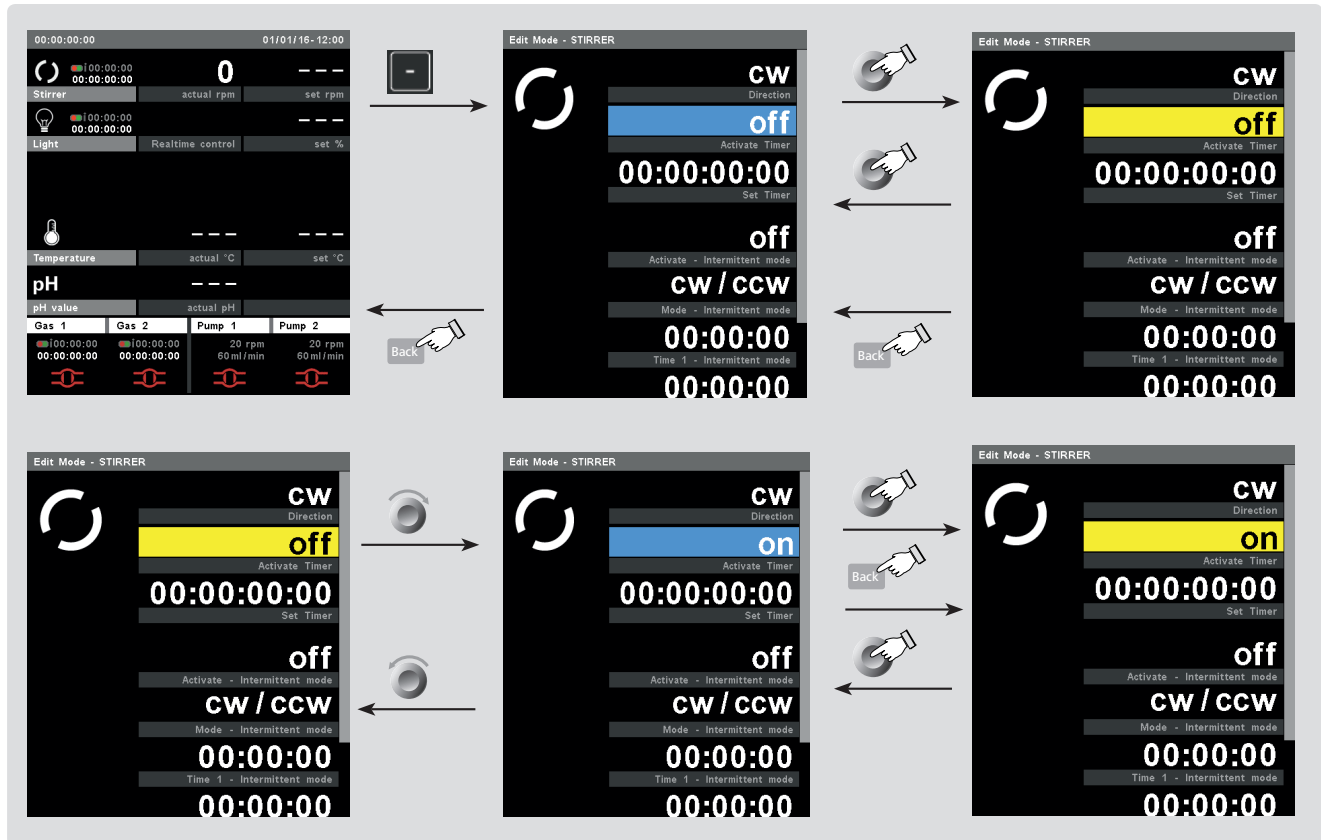 00:00:00:00 01/01/16-12:00
i00:00:00
00:00:00:00
0 ---
Stirrer actual rpm set rpm
i00:00:00
00:00:00:00
---
Light Realtime control set %
--- ---
Temperature actual °C set °C
pH ---
pH value actual pH
Gas 1 Gas 2 Pump 1 Pump 2
i00:00:00 i00:00:00 20 rpm 20 rpm
00:00:00:00 00:00:00:00 60 ml/min 60 ml/min
-
Back
Edit Mode - STIRRER
cw
Direction
off
Activate Timer
00:00:00:00
Set Timer
off
Activate - Intermittent mode
cw / ccw
Mode - Intermittent mode
00:00:00
Time 1 - Intermittent mode
00:00:00
Back
Edit Mode - STIRRER
cw
Direction
off
Activate Timer
00:00:00:00
Set Timer
off
Activate - Intermittent mode
cw / ccw
Mode - Intermittent mode
00:00:00
Time 1 - Intermittent mode
00:00:00
Edit Mode - STIRRER
cw
Direction
off
Activate Timer
00:00:00:00
Set Timer
off
Activate - Intermittent mode
cw / ccw
Mode - Intermittent mode
00:00:00
Time 1 - Intermittent mode
00:00:00
Edit Mode - STIRRER
cw
Direction
on
Activate Timer
00:00:00:00
Set Timer
off
Activate - Intermittent mode
cw / ccw
Mode - Intermittent mode
00:00:00
Time 1 - Intermittent mode
00:00:00
Back
Edit Mode - STIRRER
cw
Direction
on
Activate Timer
00:00:00:00
Set Timer
off
Activate - Intermittent mode
cw / ccw
Mode - Intermittent mode
00:00:00
Time 1 - Intermittent mode
00:00:00